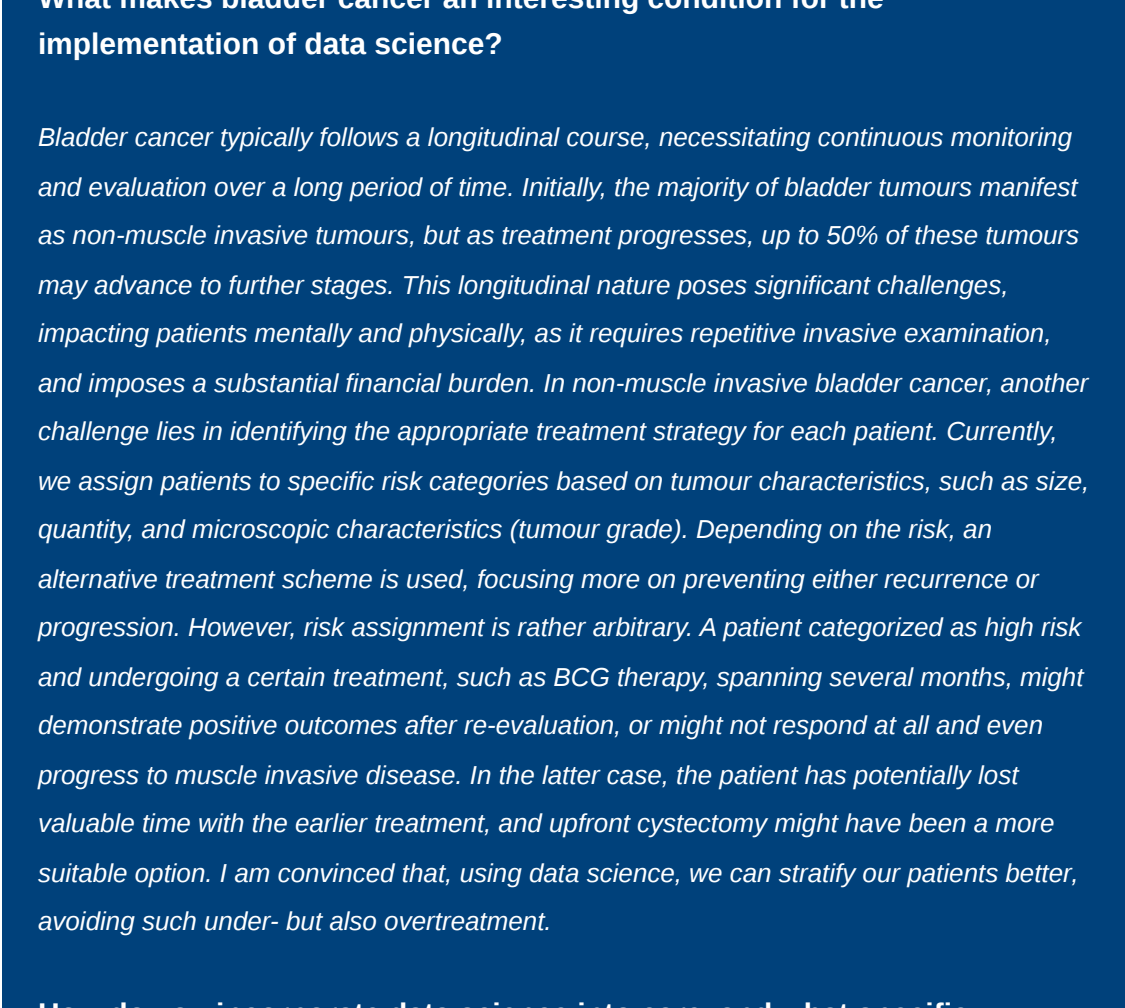 What makes bladder cancer an interesting condition for the
implementation of data science?
Bladder cancer typically follows a longitudinal course, necessitating continuous monitoring
and evaluation over a long period of time. Initially, the majority of bladder tumours manifest
as non-muscle invasive tumours, but as treatment progresses, up to 50% of these tumours
may advance to further stages. This longitudinal nature poses significant challenges,
impacting patients mentally and physically, as it requires repetitive invasive examination,
and imposes a substantial financial burden. In non-muscle invasive bladder cancer, another
challenge lies in identifying the appropriate treatment strategy for each patient. Currently,
we assign patients to specific risk categories based on tumour characteristics, such as size,
quantity, and microscopic characteristics (tumour grade). Depending on the risk, an
alternative treatment scheme is used, focusing more on preventing either recurrence or
progression. However, risk assignment is rather arbitrary. A patient categorized as high risk
and undergoing a certain treatment, such as BCG therapy, spanning several months, might
demonstrate positive outcomes after re-evaluation, or might not respond at all and even
progress to muscle invasive disease. In the latter case, the patient has potentially lost
valuable time with the earlier treatment, and upfront cystectomy might have been a more
suitable option. I am convinced that, using data science, we can stratify our patients better,
avoiding such under- but also overtreatment.